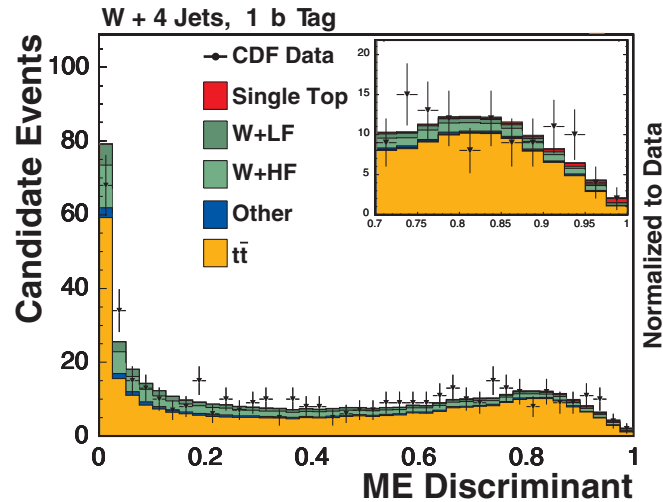 W + 4 Jets, 1 b Tag
Candidate Events
100
80
60
40
20
0
CDF Data
Single Top
W+LF
W+HF
Other
tt̄
20
15
10
5
0
0.7 0.75 0.8 0.85 0.9 0.95 1
Normalized to Data
0 0.2 0.4 0.6 0.8 1
ME Discriminant